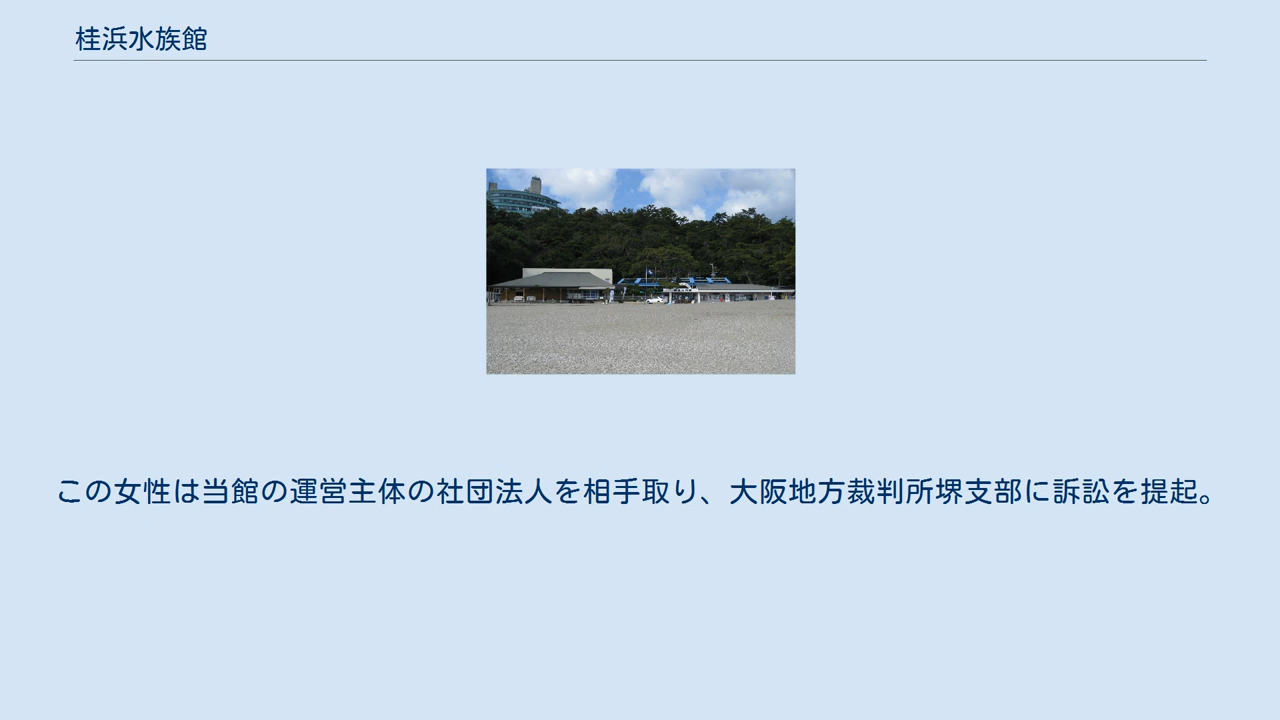 桂浜水族館
この女性は当館の運営主体の社団法人を相手取り、大阪地方裁判所堺支部に訴訟を提起。